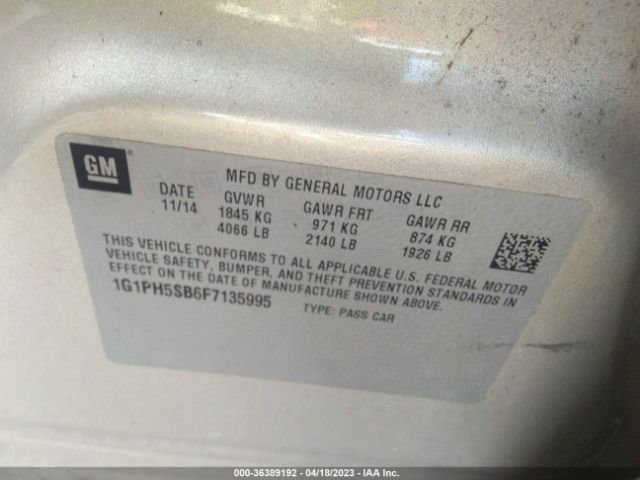 GM
MFD BY GENERAL MOTORS LLC
DATE GVWR GAWR FRT GAWR RR
11/14 1845 KG 971 KG 874 KG
4066 LB 2140 LB 1926 LB
THIS VEHICLE CONFORMS TO ALL APPLICABLE U.S. FEDERAL MOTOR
VEHICLE SAFETY, BUMPER, AND THEFT PREVENTION STANDARDS IN
EFFECT ON THE DATE OF MANUFACTURE SHOWN ABOVE.
1G1PH5SB6F7135995 TYPE: PASS CAR
000-36389192 - 04/18/2023 - IAA Inc.